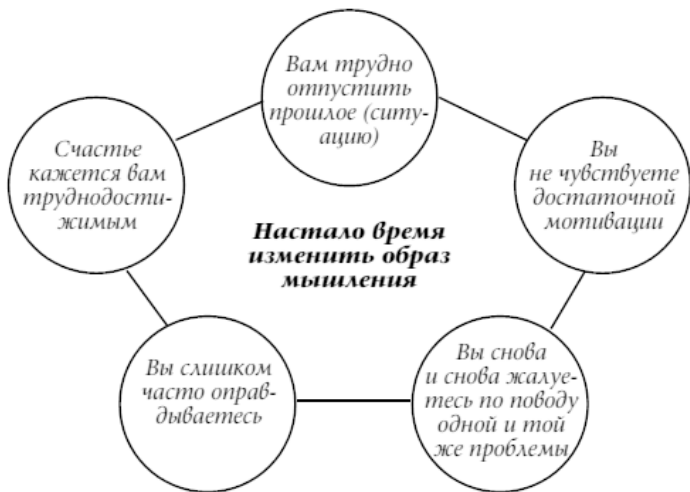 Вам трудно
отпустить
прошлое (ситу-
ацию)
Счастье
кажется вам
труднодости-
жимым
Вы
не чувствуете
достаточной
мотивации
Настало время
изменить образ
мышления
Вы слишком
часто оправ-
дываетесь
Вы снова
и снова жалуе-
тесь по поводу
одной и той
же проблемы